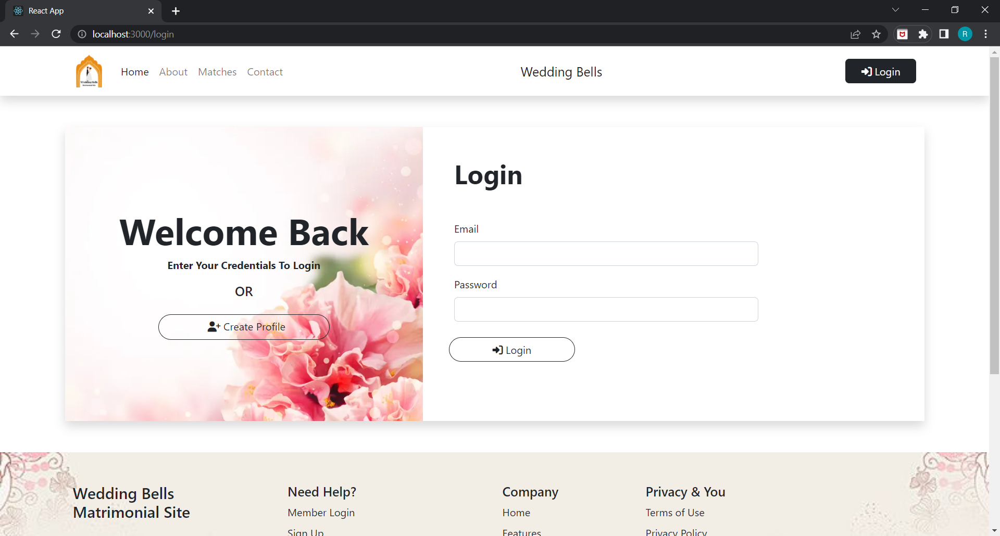 React App
localhost:3000/login
R
Wedding Bells
Home About Matches Contact
Wedding Bells
Login
Welcome Back
Enter Your Credentials To Login
OR
Create Profile
Login
Email
Password
Login
Wedding Bells
Matrimonial Site
Need Help?
Member Login
Sign Up
Company
Home
Features
Privacy & You
Terms of Use
Privacy Policy